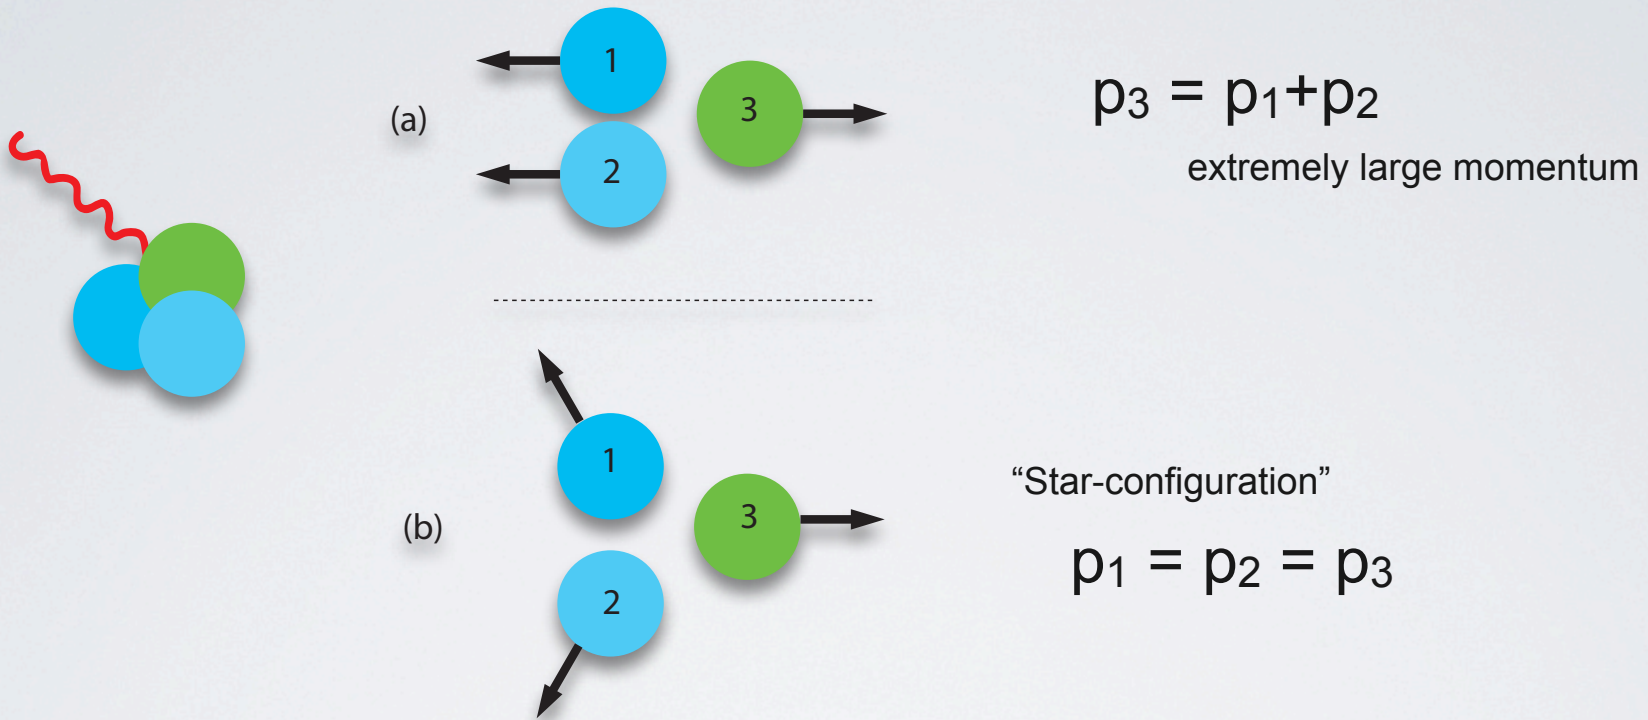 1
(a)
3
2
p₃ = p₁+p₂
extremely large momentum
1
(b)
3
2
“Star-configuration”
p₁ = p₂ = p₃